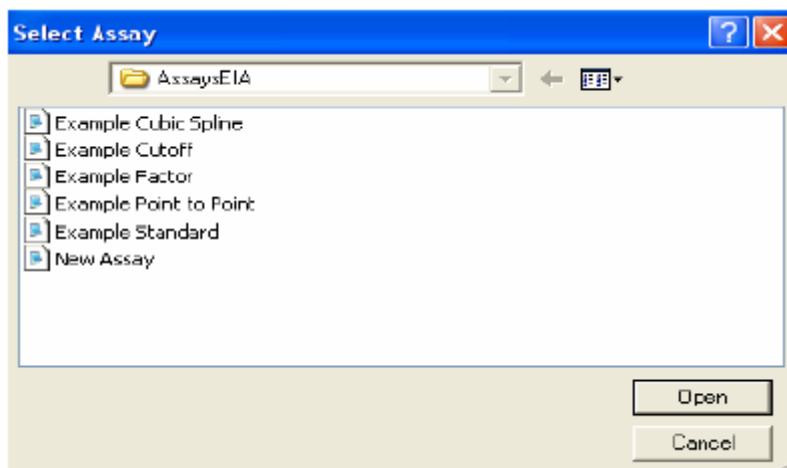 Select Assay
AssaysEIA
Example Cubic Spline
Example Cutoff
Example Factor
Example Point to Point
Example Standard
New Assay
Open
Cancel